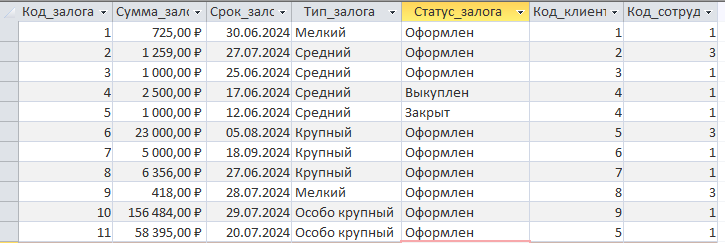 Код_залога Сумма_зало Срок_залс Тип_залога Статус_залога Код_клиент Код_сотруд
1 725,00 ₽ 30.06.2024 Мелкий Оформлен 1 1
2 1 259,00 ₽ 27.07.2024 Средний Оформлен 2 3
3 1 000,00 ₽ 25.06.2024 Средний Оформлен 3 1
4 2 500,00 ₽ 17.06.2024 Средний Выкуплен 4 1
5 1 000,00 ₽ 12.06.2024 Средний Закрыт 4 1
6 23 000,00 ₽ 05.08.2024 Крупный Оформлен 5 3
7 5 000,00 ₽ 18.09.2024 Крупный Оформлен 6 1
8 6 356,00 ₽ 27.06.2024 Крупный Оформлен 7 1
9 418,00 ₽ 28.07.2024 Мелкий Оформлен 8 3
10 156 484,00 ₽ 29.07.2024 Особо крупный Оформлен 9 1
11 58 395,00 ₽ 20.07.2024 Особо крупный Оформлен 5 1